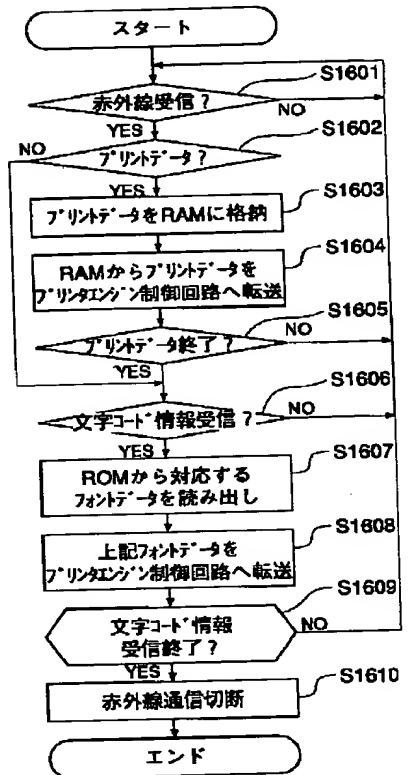 スタート
S1601
赤外線受信?
NO
YES
S1602
NO
プリントデータ?
YES
S1603
プリントデータをRAMに格納
S1604
RAMからプリントデータを
プリンタエンジン制御回路へ転送
S1605
プリントデータ終了?
NO
YES
S1606
文字コード情報受信?
NO
YES
S1607
ROMから対応する
フォントデータを読み出し
S1608
上記フォントデータを
プリンタエンジン制御回路へ転送
S1609
文字コード情報
受信終了?
NO
YES
S1610
赤外線通信切断
エンド